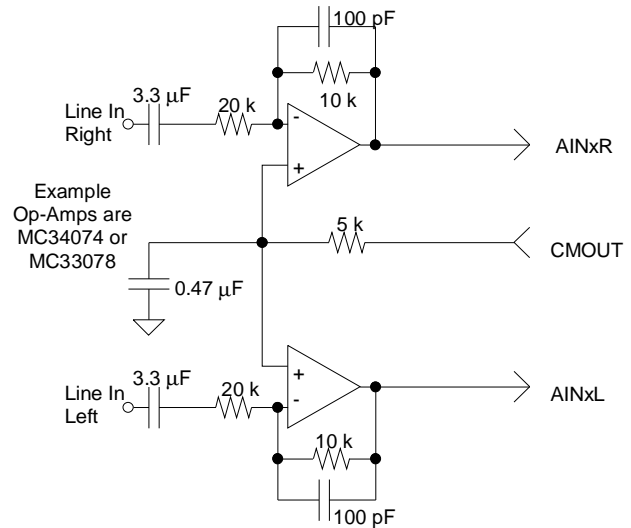 100 pF
3.3 μF
20 k
10 k
Line In
Right
-
+
AINxR
Example
Op-Amps are
MC34074 or
MC33078
5 k
CMOUT
0.47 μF
3.3 μF
20 k
Line In
Left
+
-
AINxL
10 k
100 pF